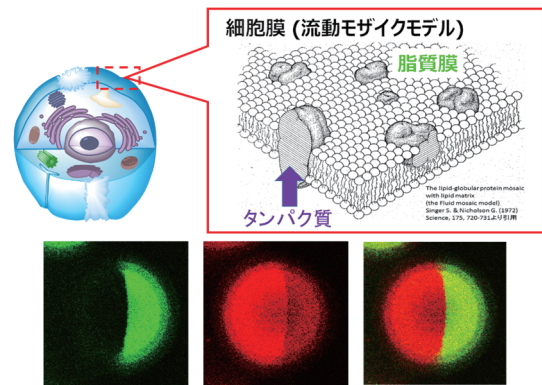 細胞膜 (流動モザイクモデル)
脂質膜
タンパク質
The lipid-globular protein mosaic
with lipid matrix
(the Fluid mosaic model)
Singer S. & Nicholson G. (1972)
Science, 175, 720-731より引用